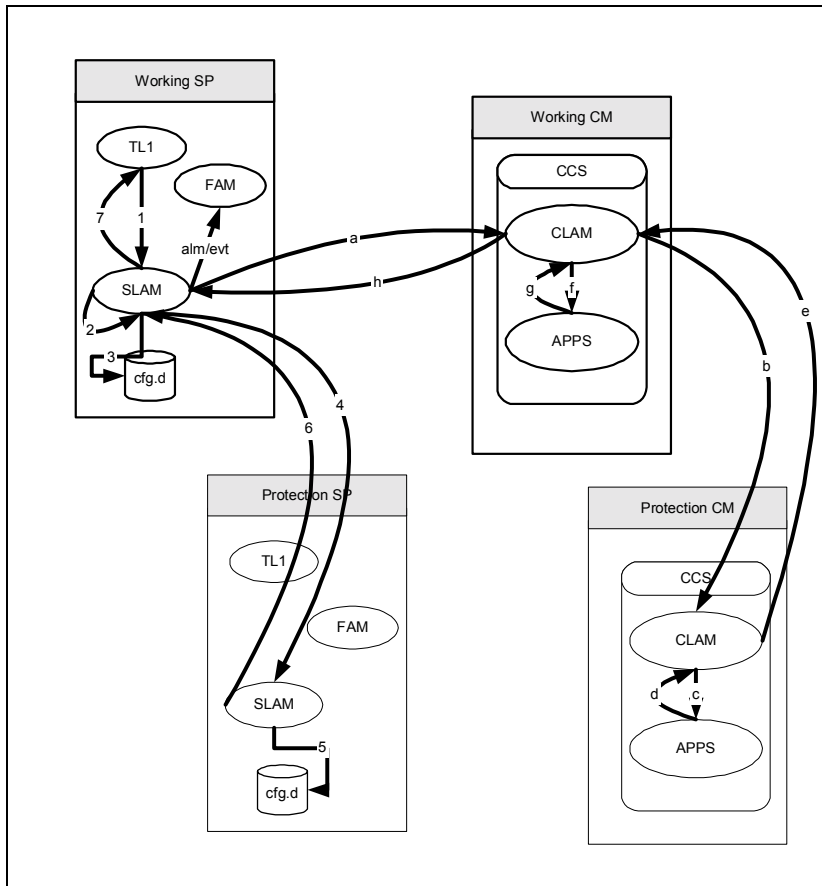 Working SP
TL1
FAM
7
1
alm/evt
SLAM
2
3
cfg.d
a
h
Working CM
CCS
CLAM
g
f
APPS
b
e
6
4
Protection SP
TL1
FAM
SLAM
5
cfg.d
Protection CM
CCS
CLAM
d
c
APPS